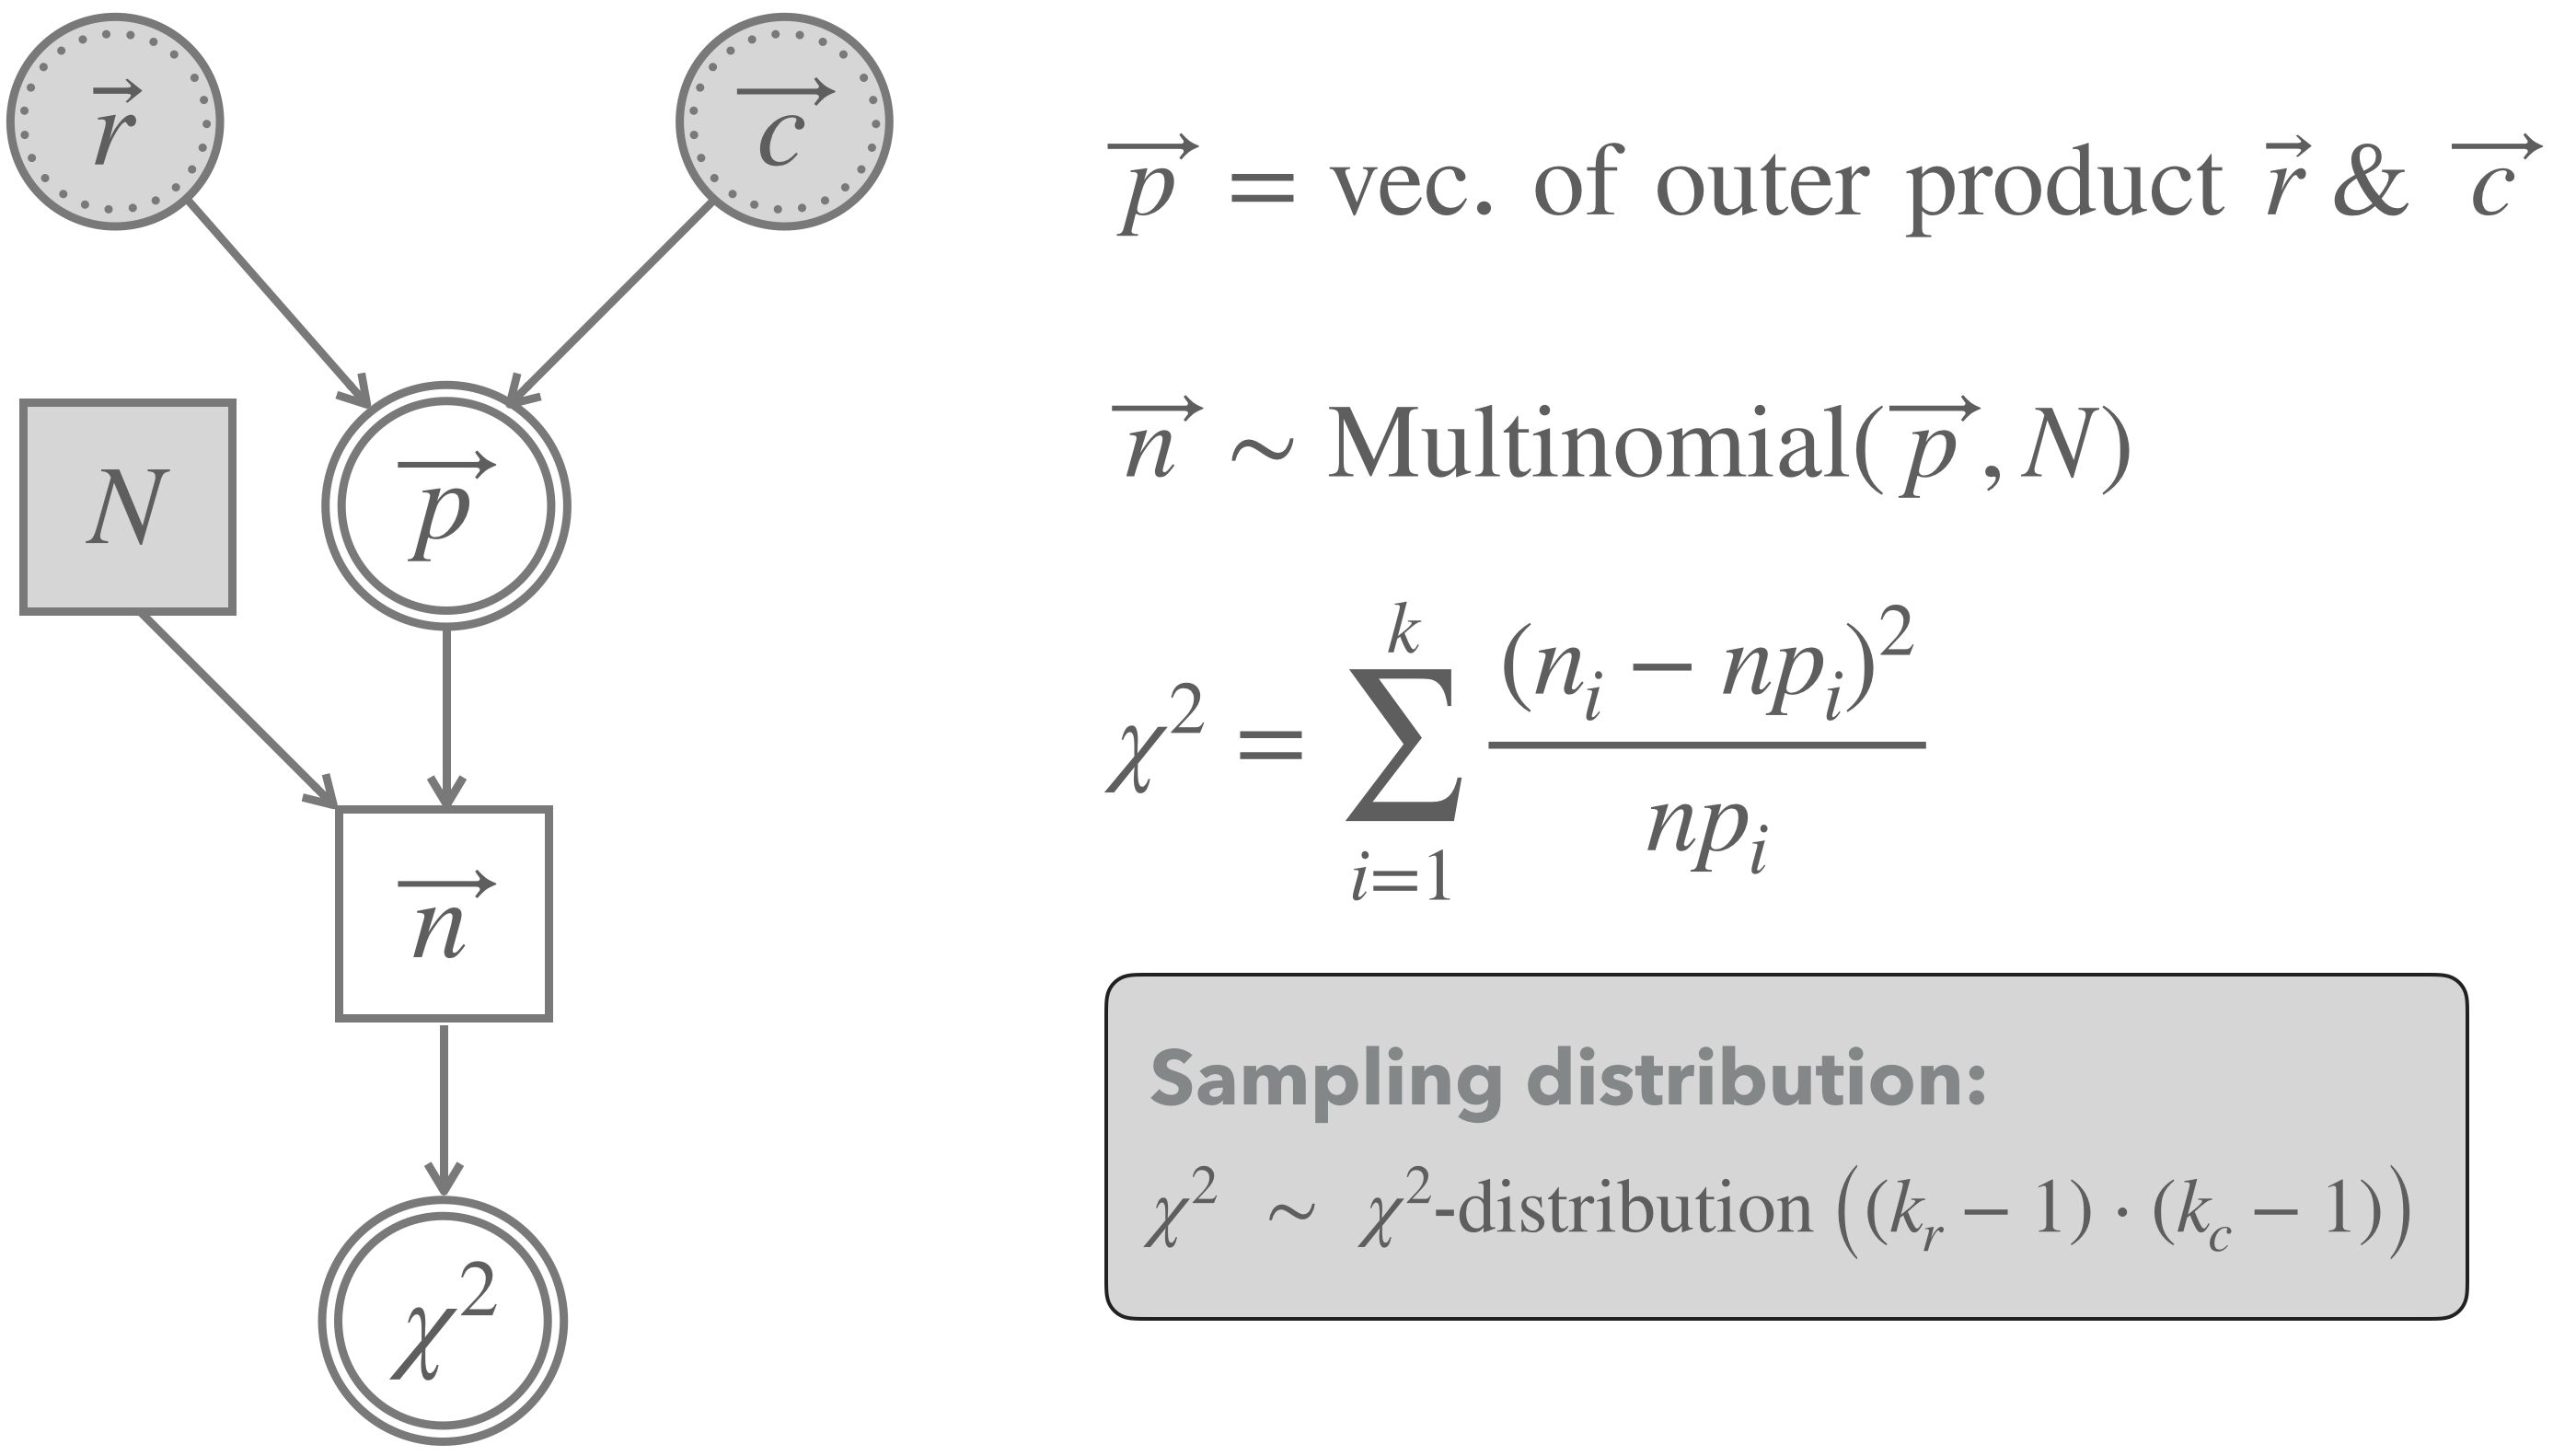 $\vec{r}$
$\vec{c}$
$N$
$\vec{p}$
$\vec{n}$
$\chi^2$
$\vec{p}$ = vec. of outer product $\vec{r}$ & $\vec{c}$
$\vec{n} \sim \text{Multinomial}(\vec{p}, N)$
$\chi^2 = \sum_{i=1}^{k} \frac{(n_i - np_i)^2}{np_i}$
Sampling distribution:
$\chi^2 \sim \chi^2\text{-distribution}\left((k_r - 1) \cdot (k_c - 1)\right)$